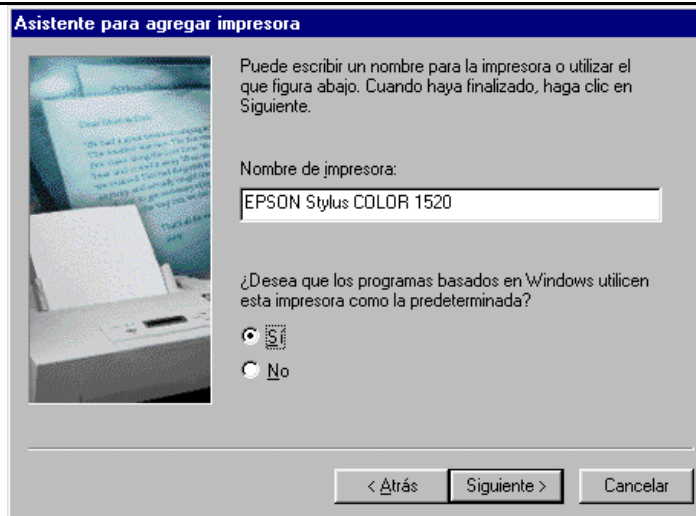 Asistente para agregar impresora
Puede escribir un nombre para la impresora o utilizar el
que figura abajo. Cuando haya finalizado, haga clic en
Siguiente.
Nombre de impresora:
EPSON Stylus COLOR 1520
¿Desea que los programas basados en Windows utilicen
esta impresora como la predeterminada?
Sí
No
< Atrás
Siguiente >
Cancelar